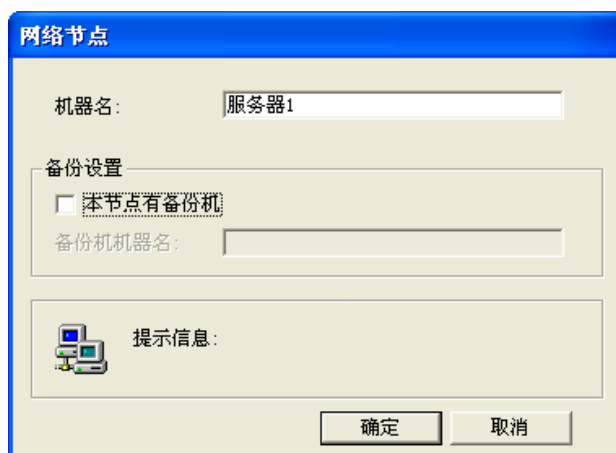 网络节点
机器名: 服务器1
备份设置
本节点有备份机
备份机机器名:
提示信息:
确定 取消